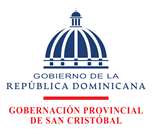 GOBIERNO DE LA
REPÚBLICA DOMINICANA
GOBERNACIÓN PROVINCIAL
DE SAN CRISTÓBAL